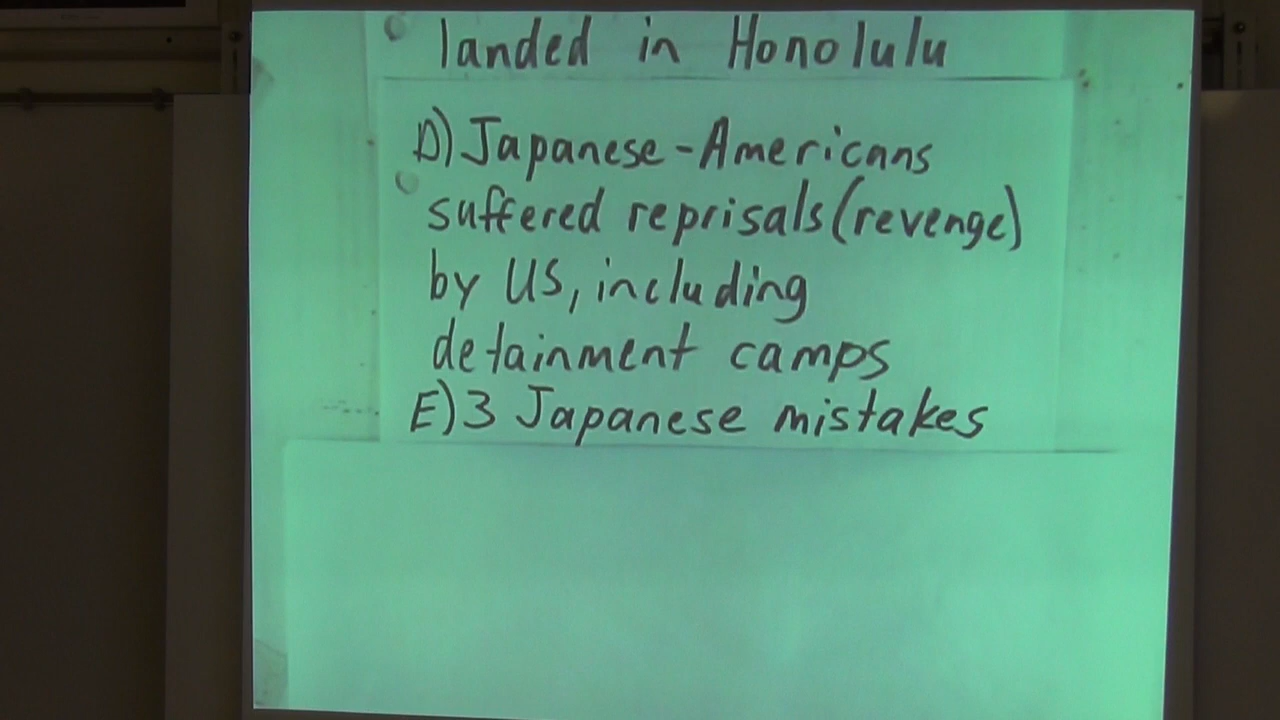 landed in Honolulu
D) Japanese-Americans
suffered reprisals (revenge)
by US, including
detainment camps
E) 3 Japanese mistakes